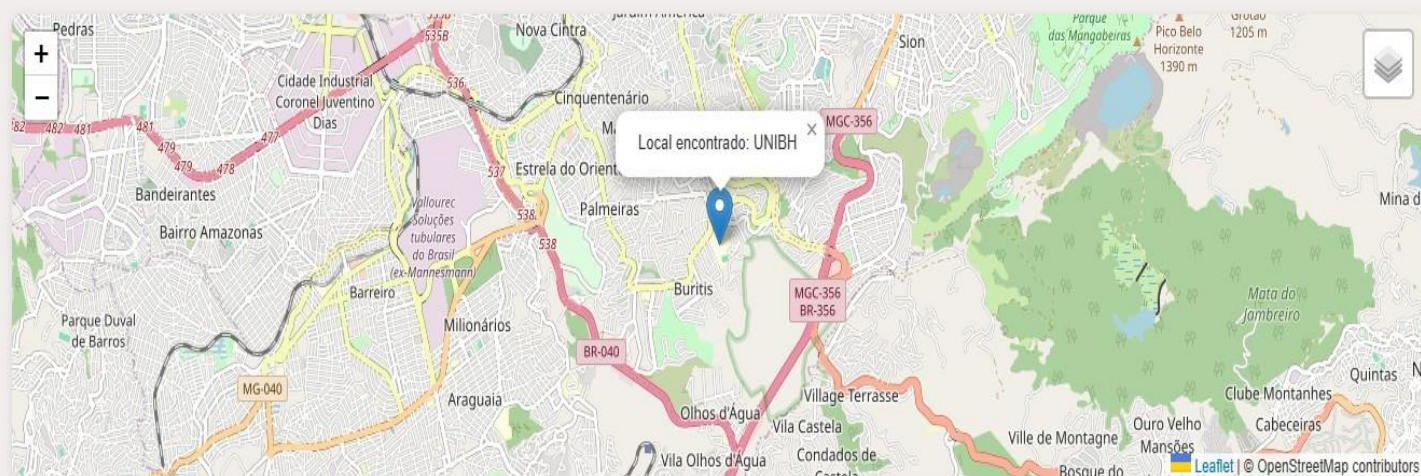 Pedras
535B
535B
Nova Cintra
Sion
Parque
das Mangabeiras
Pico Belo
Horizonte
1390 m
Grotão
1205 m
+
−
536
Cidade Industrial
Coronel Juventino
Dias
Cinquentenário
482
482
481
481
479
479
478
477
MGC-356
Local encontrado: UNIBH
×
537
Estrela do Orient
Bandeirantes
Bairro Amazonas
Vallourec
Soluções
tubulares
do Brasil
(ex-Mannesmann)
538
538
Palmeiras
Mina d
Barreiro
Buritis
MGC-356
BR-356
Mata do
Jambreiro
Parque Duval
de Barros
Milionários
BR-040
MG-040
Araguaia
Village Terrasse
Quintas
Clube Montanhes
Cabeceiras
Olhos d'Água
Vila Castela
Ville de Montagne
Ouro Velho
Mansões
Vila Olhos d'Água
Condados de
Bosque do
Leaflet | © OpenStreetMap contributors